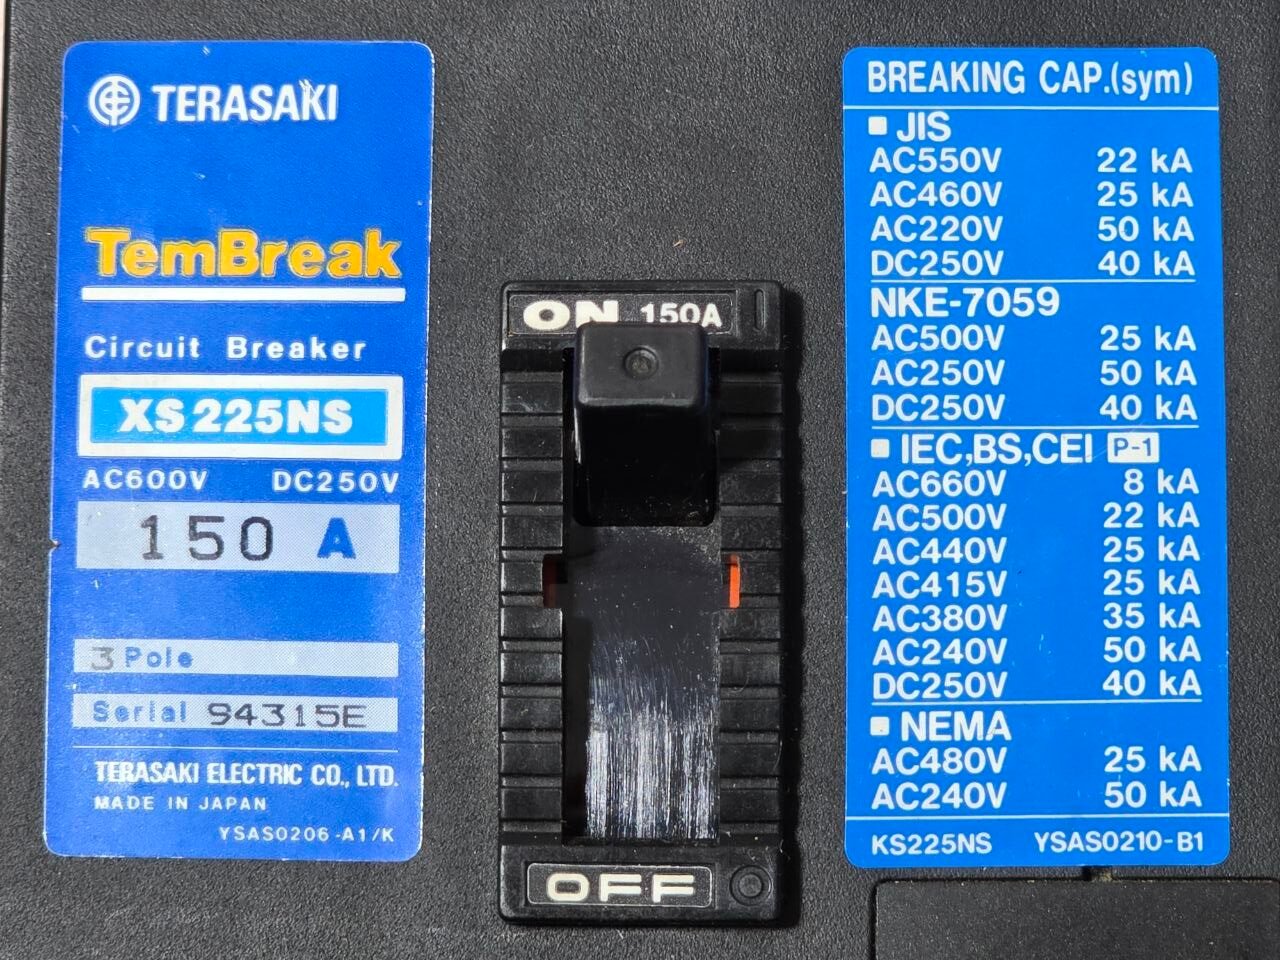 TERASAKI
TemBreak
Circuit Breaker
XS225NS
AC600V DC250V
150 A
3 Pole
Serial 94315E
TERASAKI ELECTRIC CO., LTD.
MADE IN JAPAN
YSAS0206-A1/K
ON 150A
OFF
BREAKING CAP.(sym)
JIS
AC550V 22 kA
AC460V 25 kA
AC220V 50 kA
DC250V 40 kA
NKE-7059
AC500V 25 kA
AC250V 50 kA
DC250V 40 kA
IEC,BS,CEI P-1
AC660V 8 kA
AC500V 22 kA
AC440V 25 kA
AC415V 25 kA
AC380V 35 kA
AC240V 50 kA
DC250V 40 kA
NEMA
AC480V 25 kA
AC240V 50 kA
KS225NS YSAS0210-B1